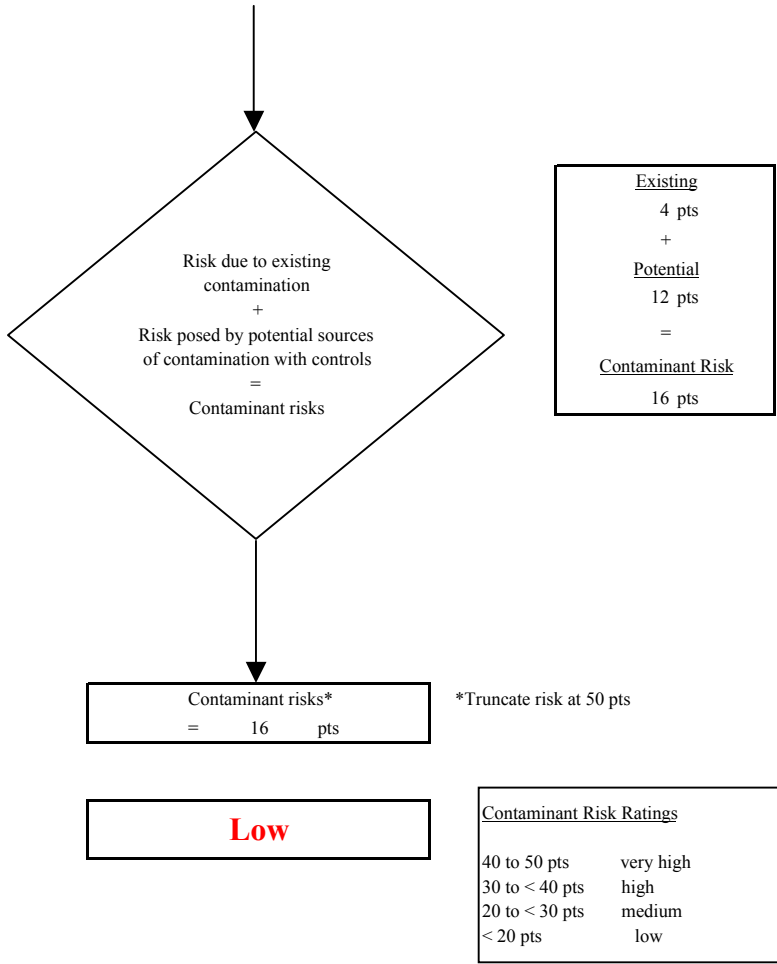 Risk due to existing
contamination
+
Risk posed by potential sources
of contamination with controls
=
Contaminant risks
Existing
4 pts
+
Potential
12 pts
=
Contaminant Risk
16 pts
Contaminant risks*
= 16 pts
*Truncate risk at 50 pts
Low
Contaminant Risk Ratings
40 to 50 pts very high
30 to < 40 pts high
20 to < 30 pts medium
< 20 pts low